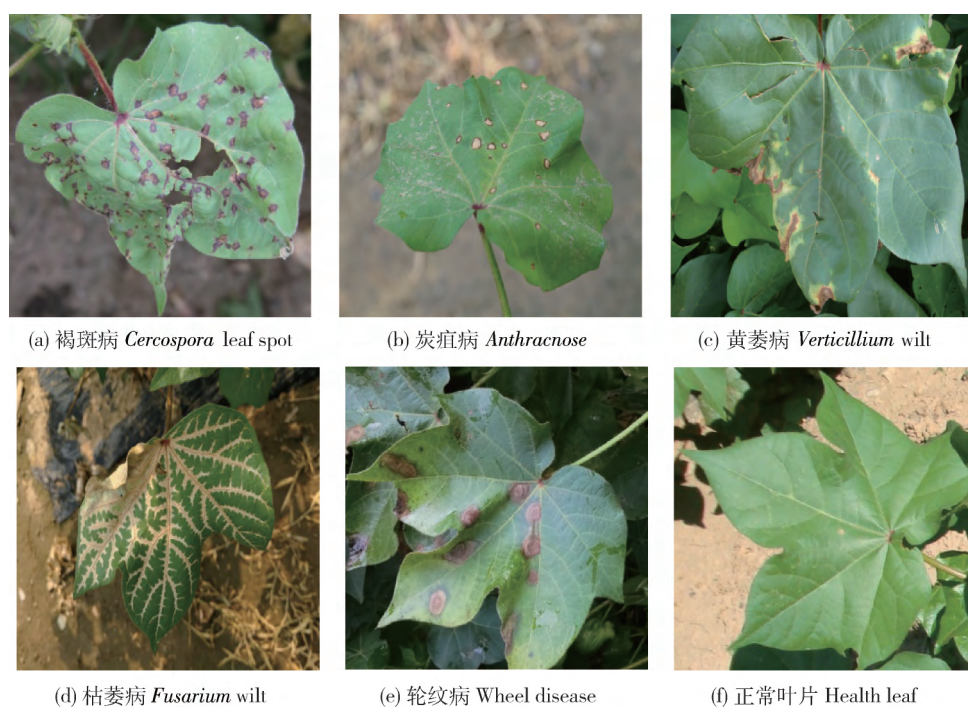 (a) 褐斑病 Cercospora leaf spot
(b) 炭疽病 Anthracnose
(c) 黄萎病 Verticillium wilt
(d) 枯萎病 Fusarium wilt
(e) 轮纹病 Wheel disease
(f) 正常叶片 Health leaf